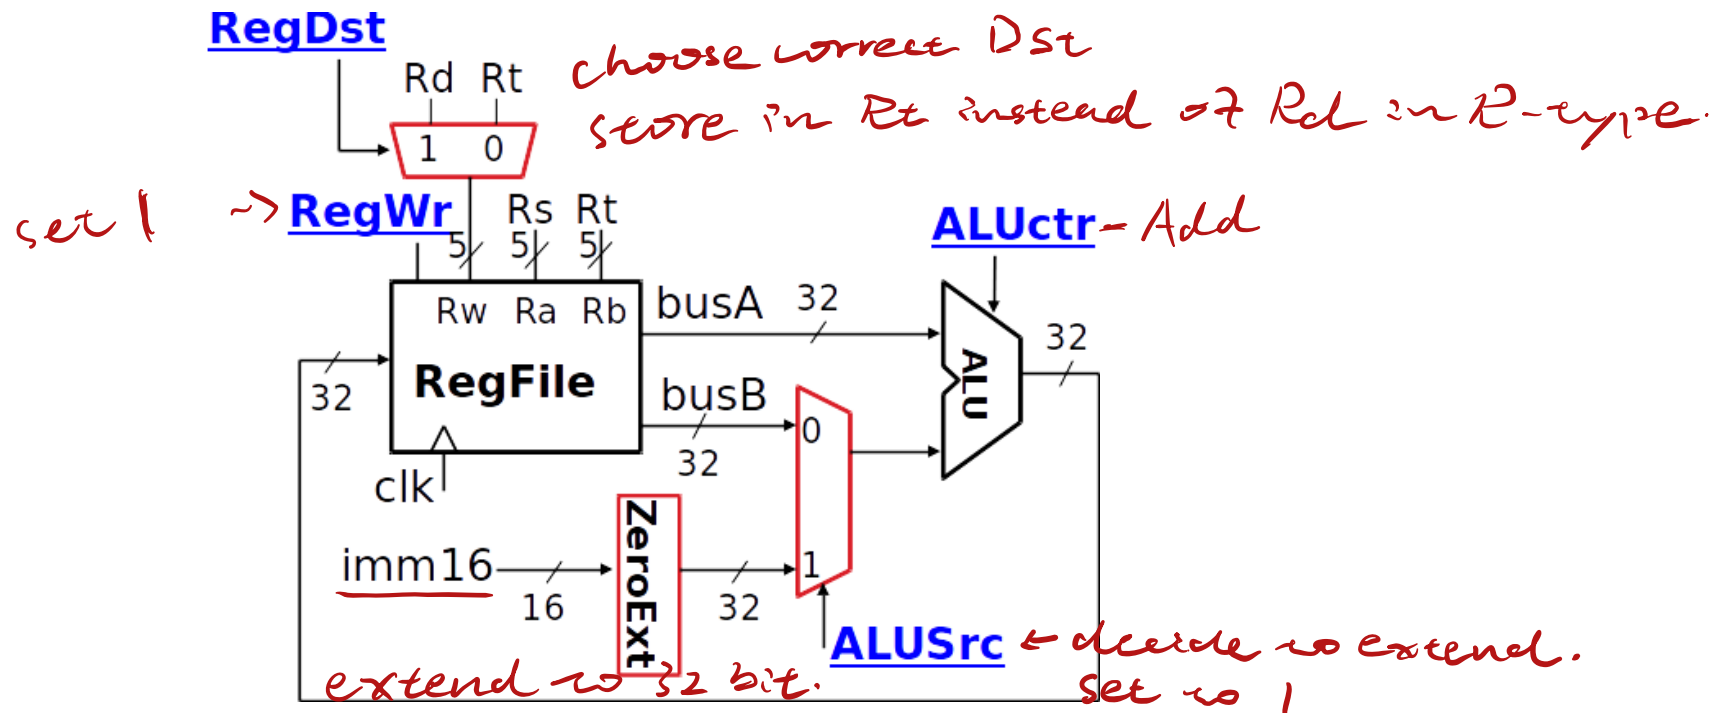 RegDst
choose correct Dst
Rd Rt
store in Rt instead of Rd in R-type.
1 0
set 1 -> RegWr
Rs Rt
ALUctr - Add
5 5 5
Rw Ra Rb
busA 32
32
RegFile
32
ALU
busB
0
32
clk
ZeroExt
imm16
1
16
32
ALUSrc ← decide to extend.
extend to 32 bit.
set to 1